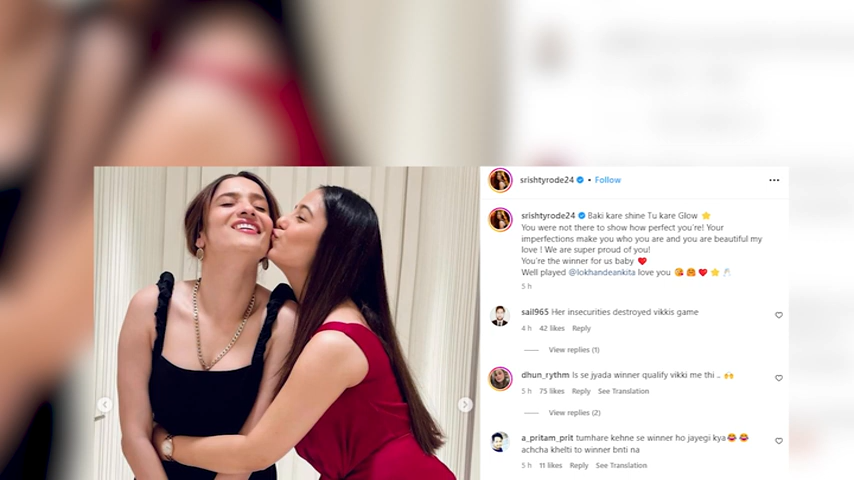 srishtyrode24 • Follow
srishtyrode24 Baki kare shine Tu kare Glow ⭐
You were not there to show how perfect you're! Your
imperfections make you who you are and you are beautiful my
love ! We are super proud of you!
You're the winner for us baby ❤️
Well played @lokhandeankita love you 😘🤗❤️⭐🥂
5 h
sail965 Her insecurities destroyed vikkis game
4 h 42 likes Reply
View replies (1)
dhun_rythm Is se jyada winner qualify vikki me thi .. 🙌
5 h 75 likes Reply See Translation
View replies (2)
a_pritam_prit tumhare kehne se winner ho jayegi kya😂😂
achcha khelti to winner bnti na
5 h 11 likes Reply See Translation